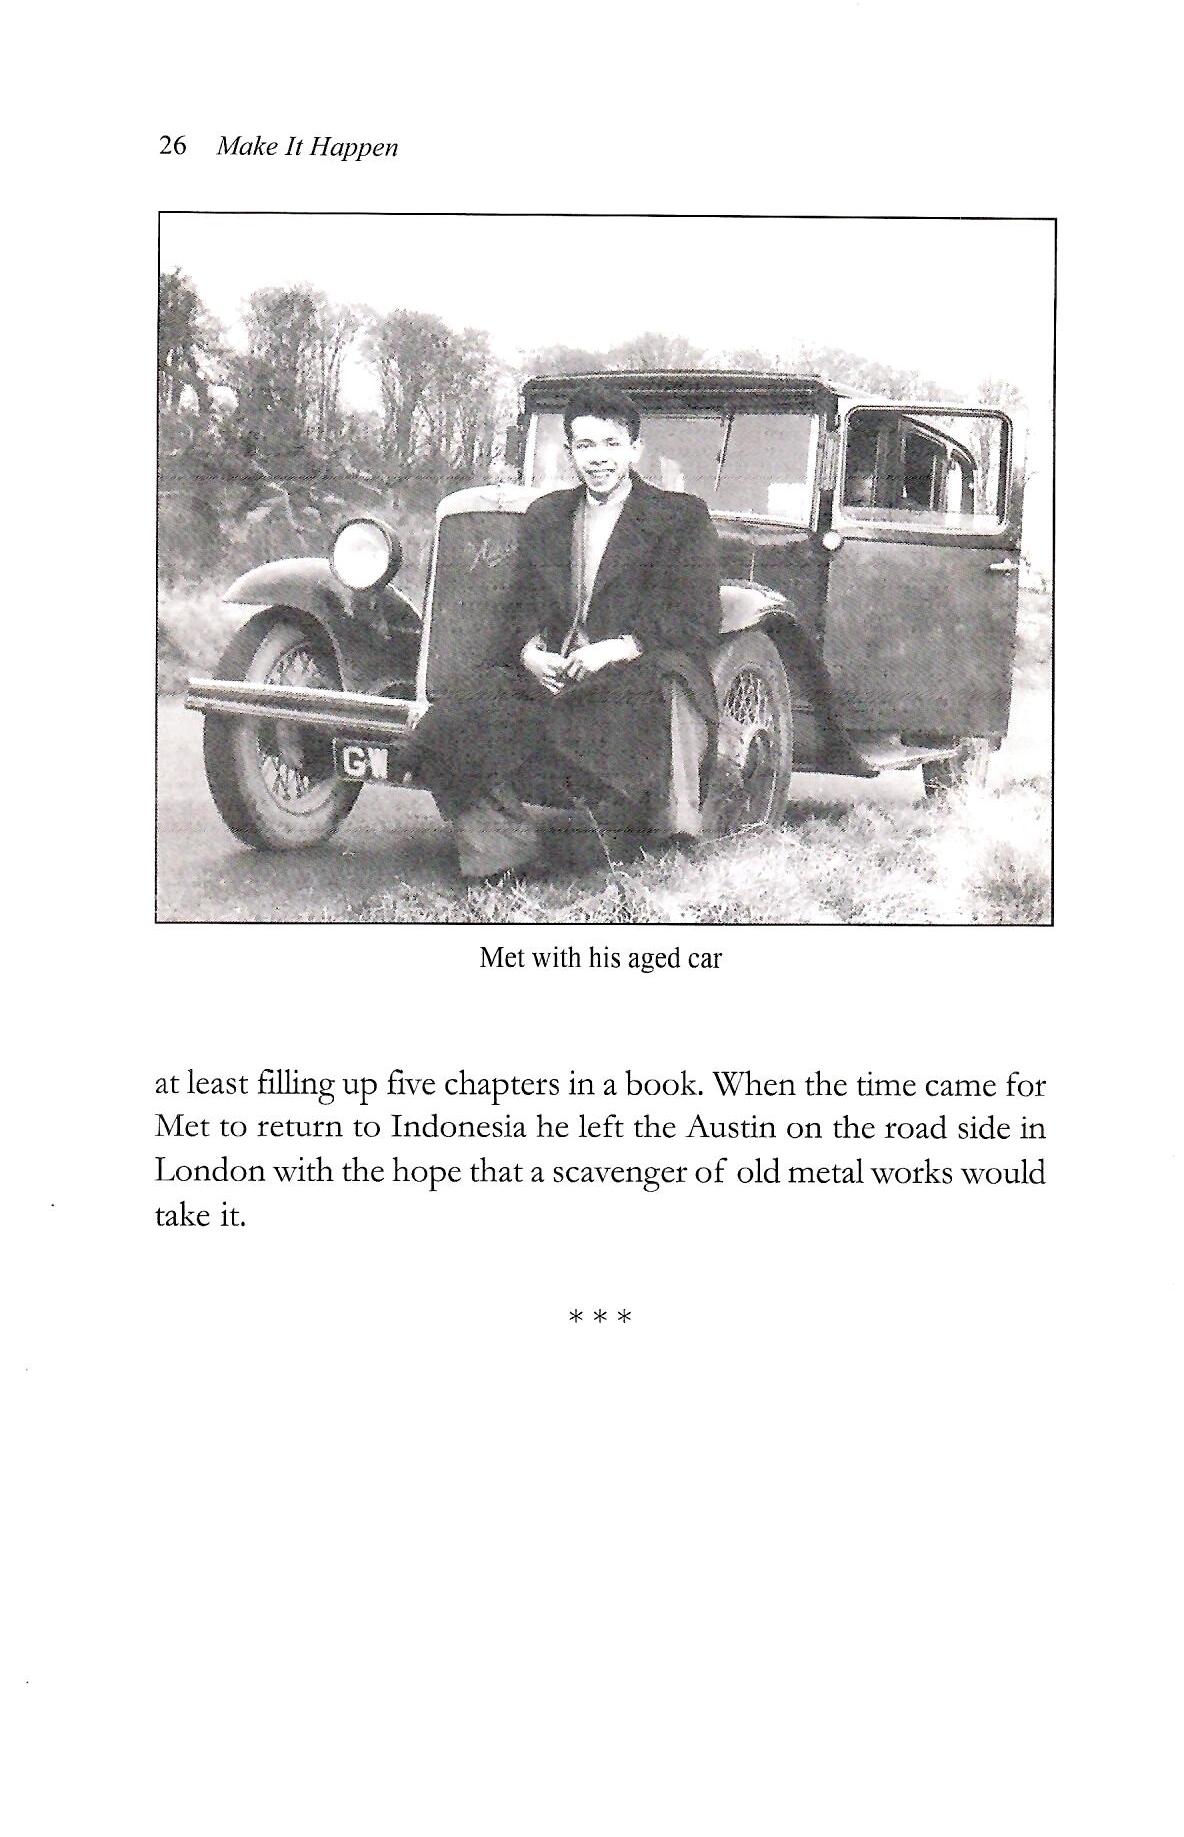 26 Make It Happen
Austin
GW
Met with his aged car
at least filling up five chapters in a book. When the time came for
Met to return to Indonesia he left the Austin on the road side in
London with the hope that a scavenger of old metal works would
take it.
* * *